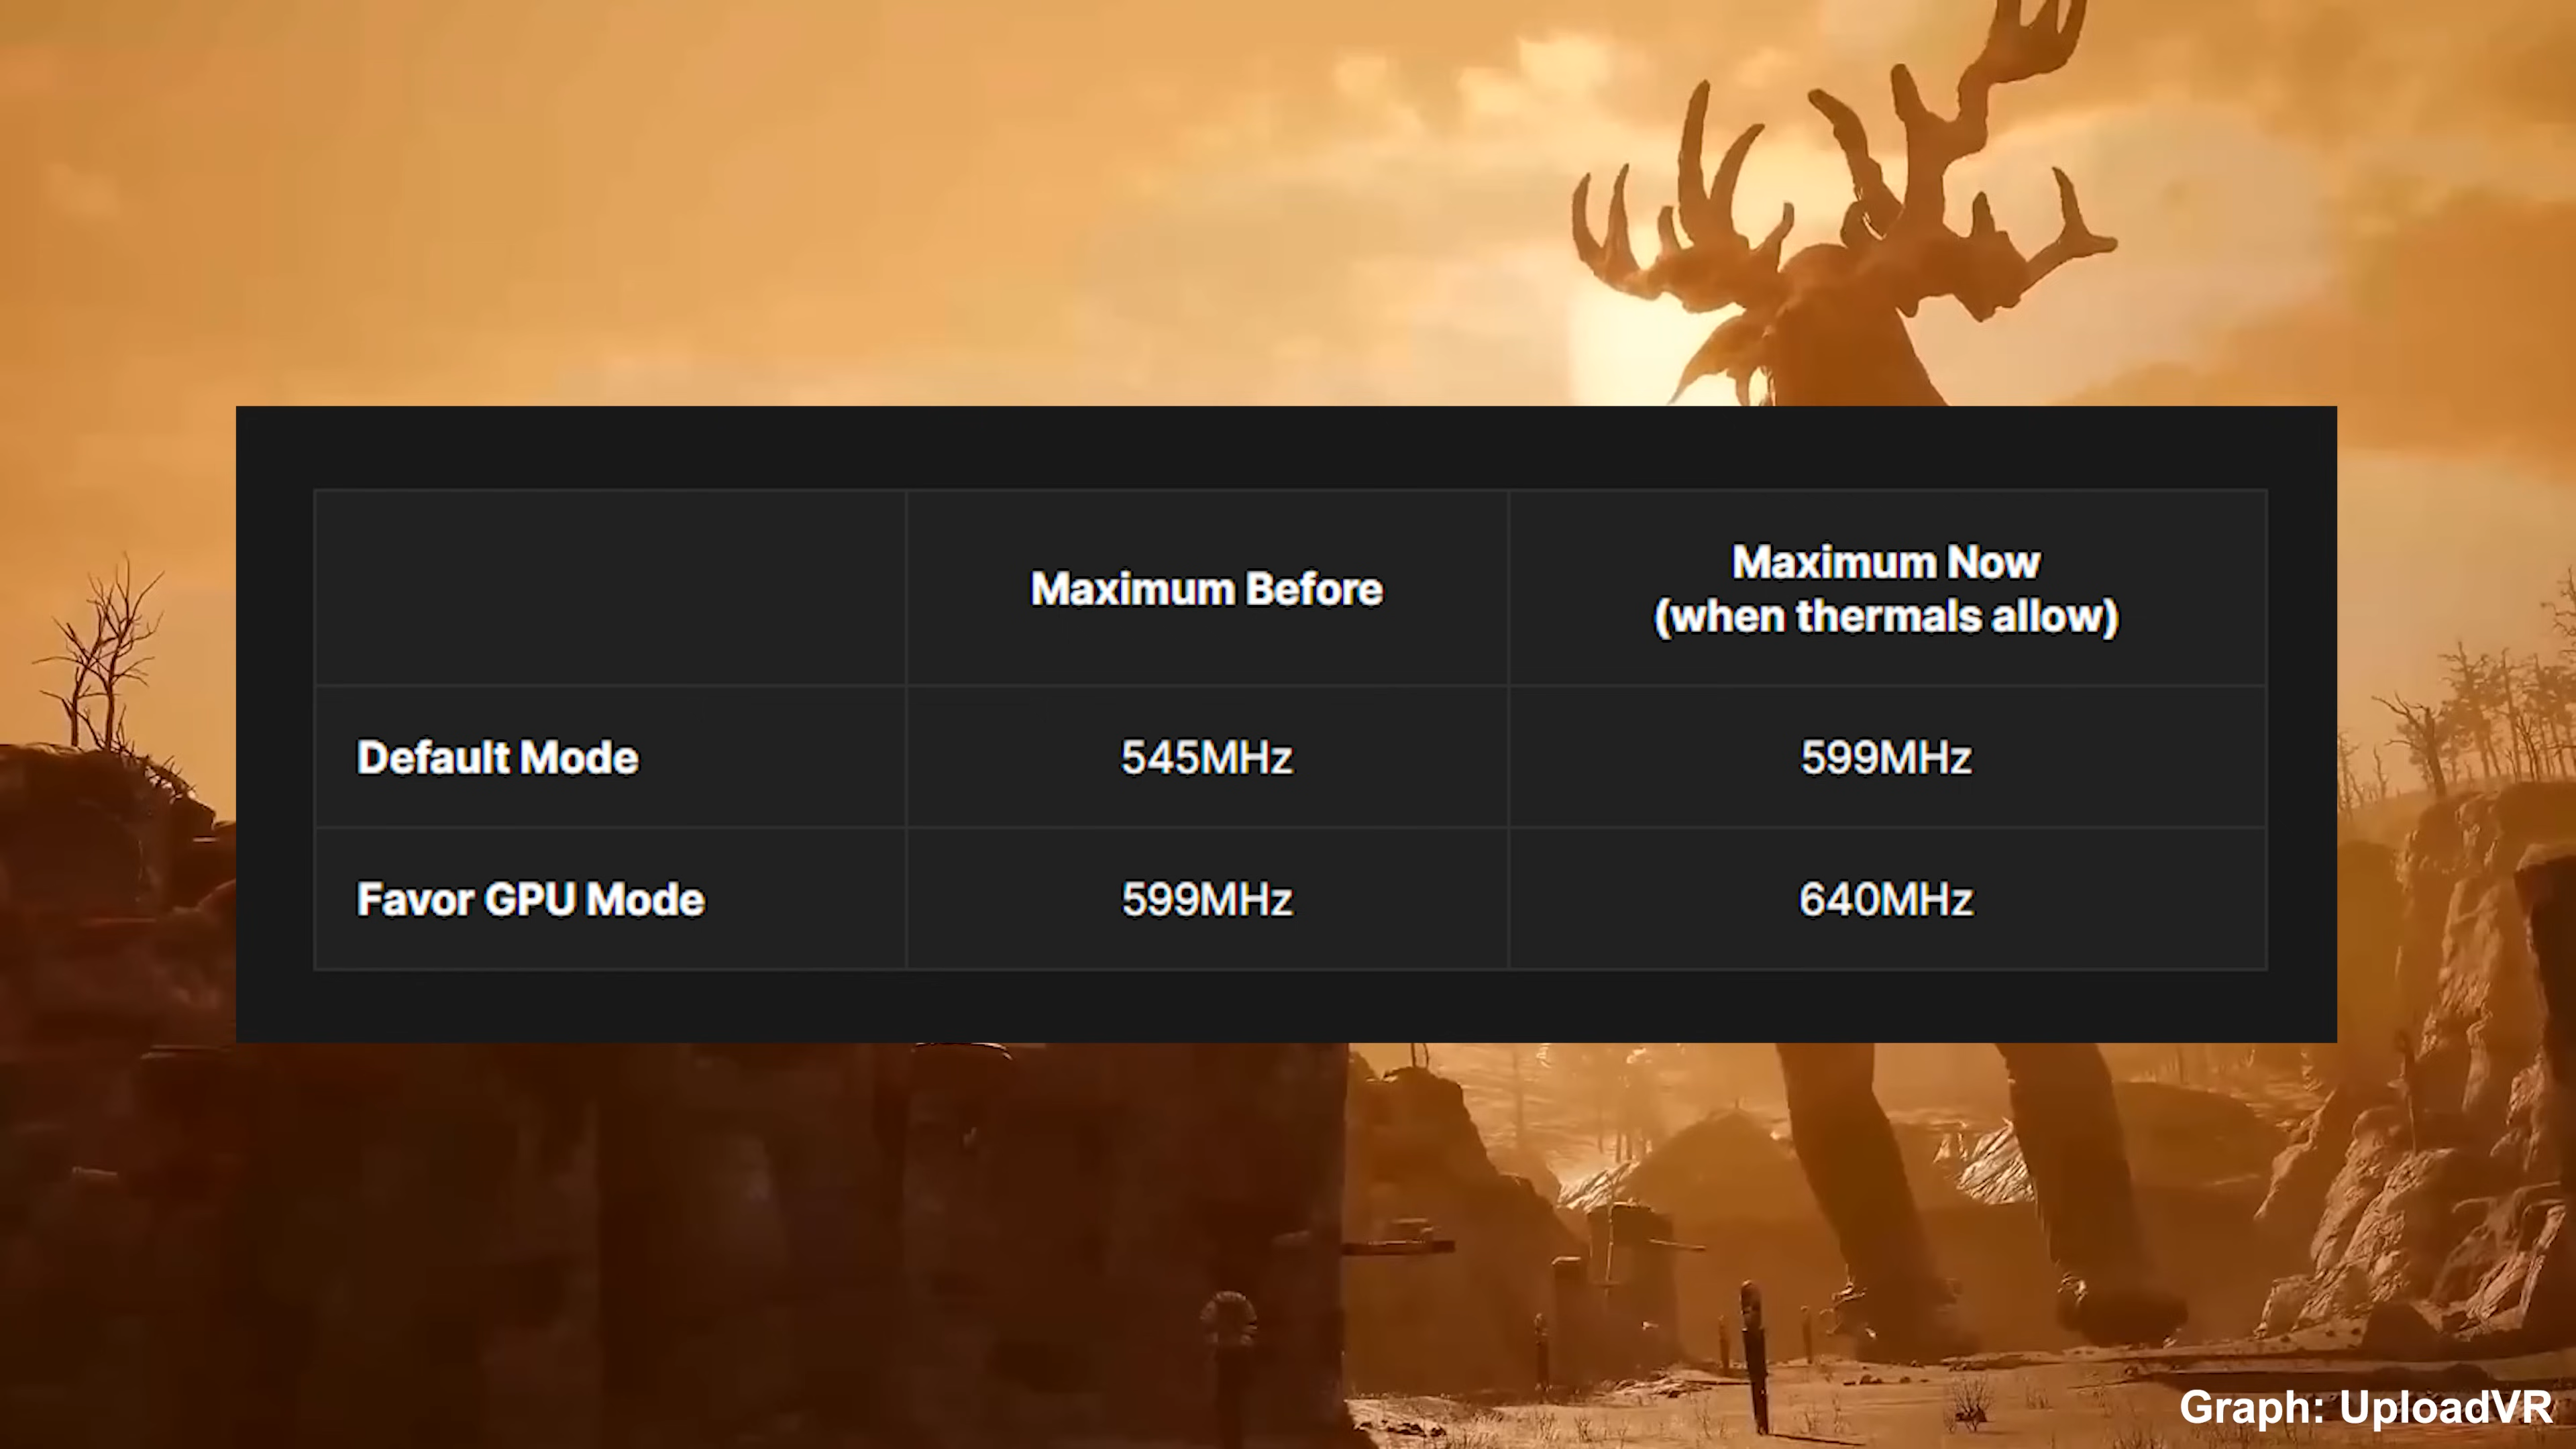 Maximum Before
Maximum Now
(when thermals allow)
Default Mode
545MHz
599MHz
Favor GPU Mode
599MHz
640MHz
Graph: UploadVR